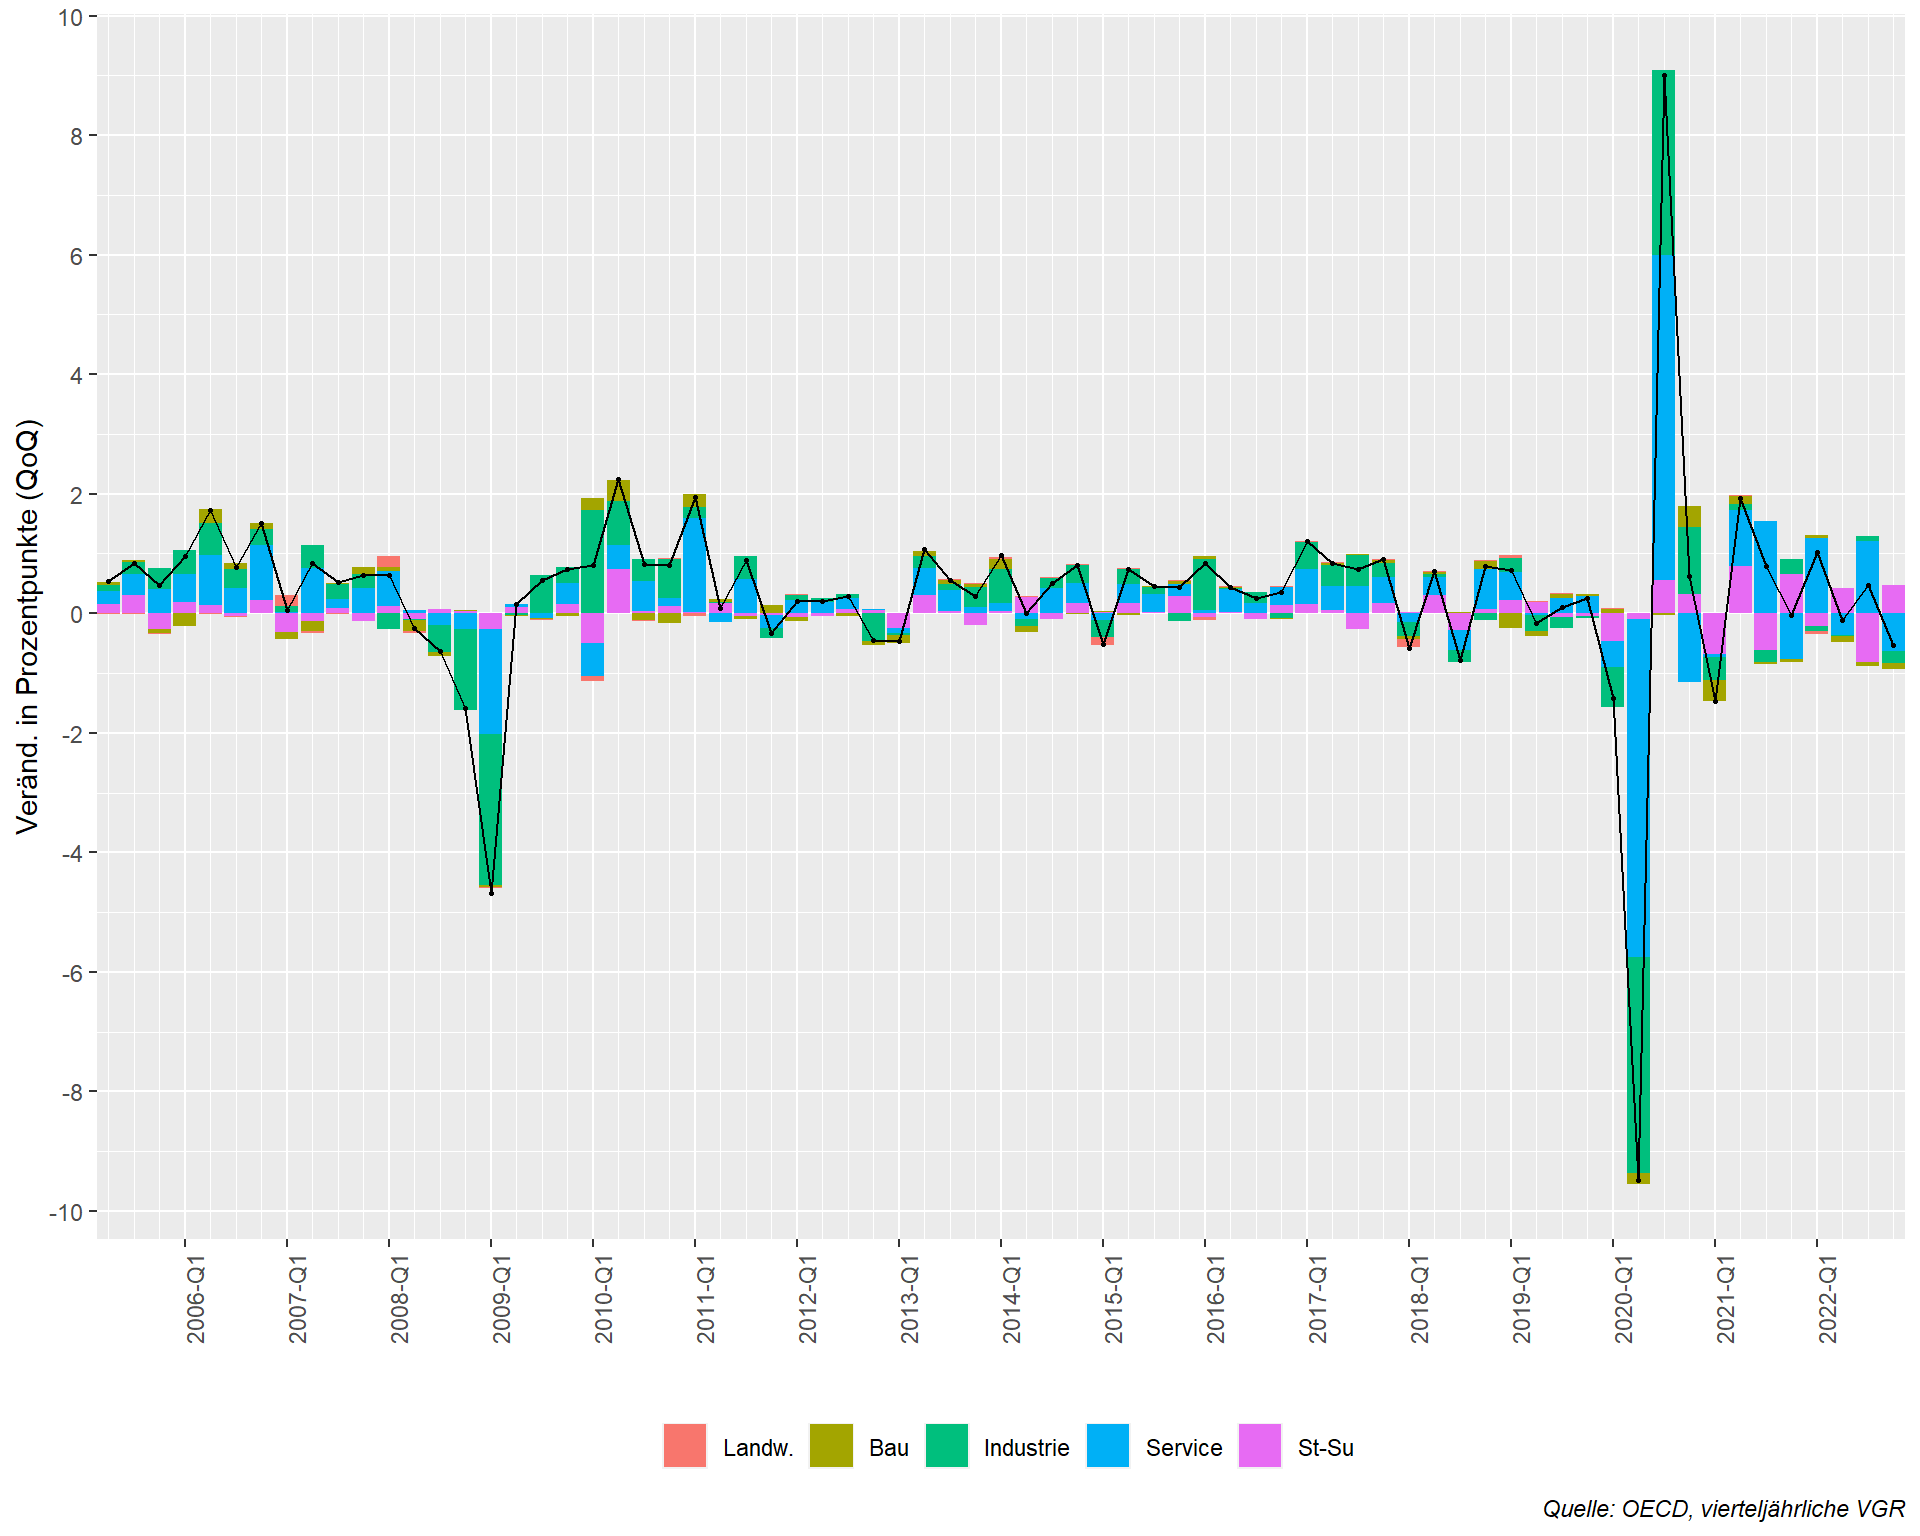 Veränd. in Prozentpunkte (QoQ)
10
8
6
4
2
0
-2
-4
-6
-8
-10
2006-Q1
2007-Q1
2008-Q1
2009-Q1
2010-Q1
2011-Q1
2012-Q1
2013-Q1
2014-Q1
2015-Q1
2016-Q1
2017-Q1
2018-Q1
2019-Q1
2020-Q1
2021-Q1
2022-Q1
Landw. Bau Industrie Service St-Su
Quelle: OECD, vierteljährliche VGR